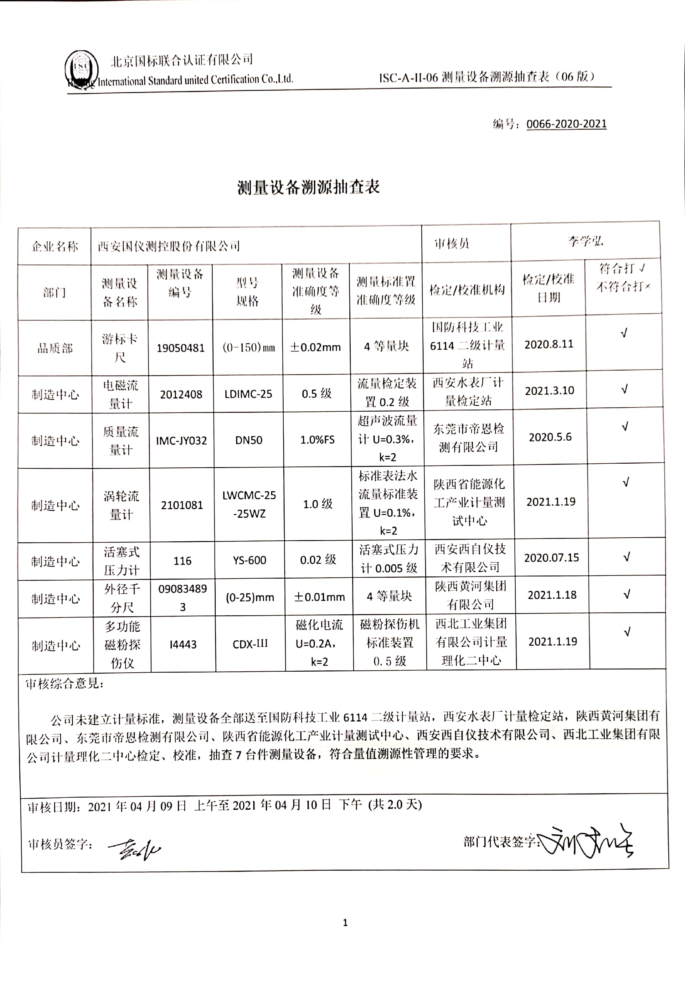 北京国标联合认证有限公司
Beijing International Standard united Certification Co.,Ltd.
ISC-A-II-06 测量设备溯源抽查表（06 版）
编号：0066-2020-2021
测量设备溯源抽查表
企业名称 西安国仪测控股份有限公司 审核员 李学弘
部门 测量设备名称 测量设备编号 型号规格 测量设备准确度等级 测量标准置准确度等级 检定/校准机构 检定/校准日期 符合打√不符合打×
品质部 游标卡尺 19050481 (0-150)mm ±0.02mm 4 等量块 国防科技工业 6114 二级计量站 2020.8.11 √
制造中心 电磁流量计 2012408 LDIMC-25 0.5 级 流量检定装置 0.2 级 西安水表厂计量检定站 2021.3.10 √
制造中心 质量流量计 IMC-JY032 DN50 1.0%FS 超声波流量计 U=0.3%，k=2 东莞市帝恩检测有限公司 2020.5.6 √
制造中心 涡轮流量计 2101081 LWCMC-25-25WZ 1.0 级 标准表法水流量标准装置 U=0.1%，k=2 陕西省能源化工产业计量测试中心 2021.1.19 √
制造中心 活塞式压力计 116 YS-600 0.02 级 活塞式压力计 0.005 级 西安西自仪技术有限公司 2020.07.15 √
制造中心 外径千分尺 090834893 (0-25)mm ±0.01mm 4 等量块 陕西黄河集团有限公司 2021.1.18 √
制造中心 多功能磁粉探伤仪 I4443 CDX-III 磁化电流 U=0.2A，k=2 磁粉探伤机标准装置 0.5 级 西北工业集团有限公司计量理化二中心 2021.1.19 √
审核综合意见：
公司未建立计量标准，测量设备全部送至国防科技工业 6114 二级计量站，西安水表厂计量检定站，陕西黄河集团有
限公司、东莞市帝恩检测有限公司、陕西省能源化工产业计量测试中心、西安西自仪技术有限公司、西北工业集团有限
公司计量理化二中心检定、校准，抽查 7 台件测量设备，符合量值溯源性管理的要求。
审核日期：2021 年 04 月 09 日 上午至 2021 年 04 月 10 日 下午 (共 2.0 天)
审核员签字：
部门代表签字：
1